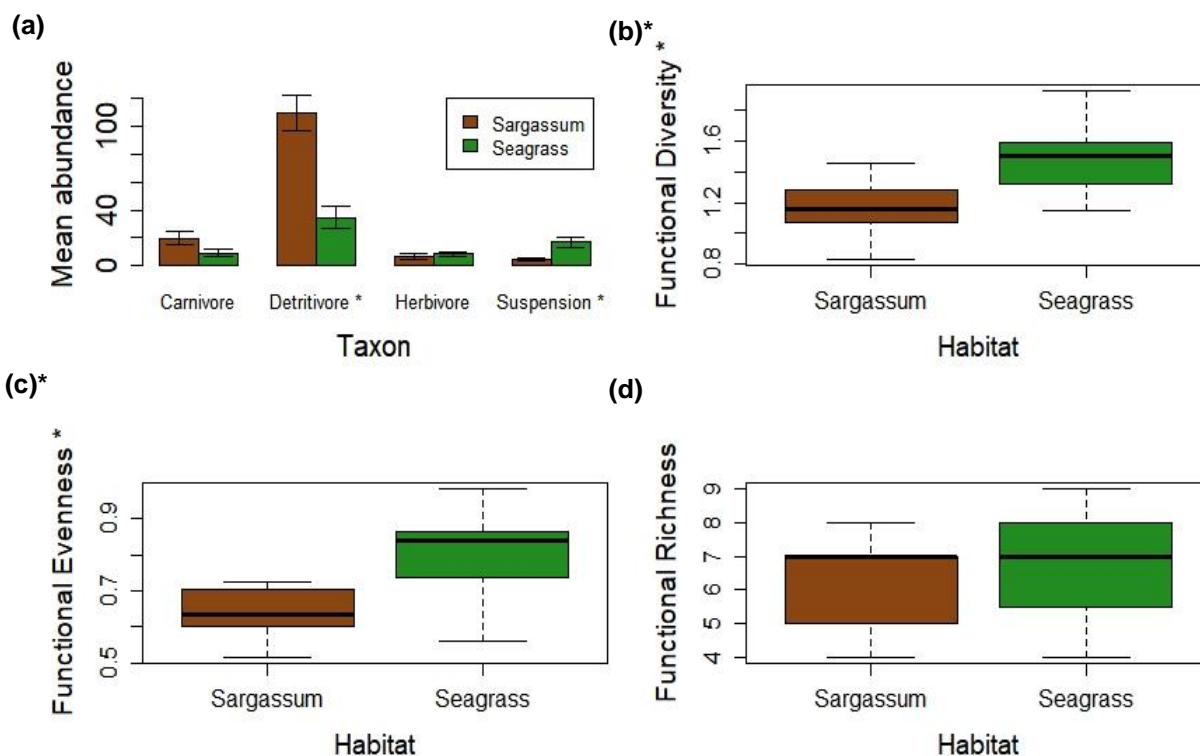 (a)
Mean abundance
100
40
0
Sargassum
Seagrass
Carnivore
Detritivore *
Herbivore
Suspension *
Taxon
(b)*
Functional Diversity *
1.6
1.2
0.8
Sargassum
Seagrass
Habitat
(c)*
Functional Evenness *
0.9
0.7
0.5
Sargassum
Seagrass
Habitat
(d)
Functional Richness
9
8
7
6
5
4
Sargassum
Seagrass
Habitat